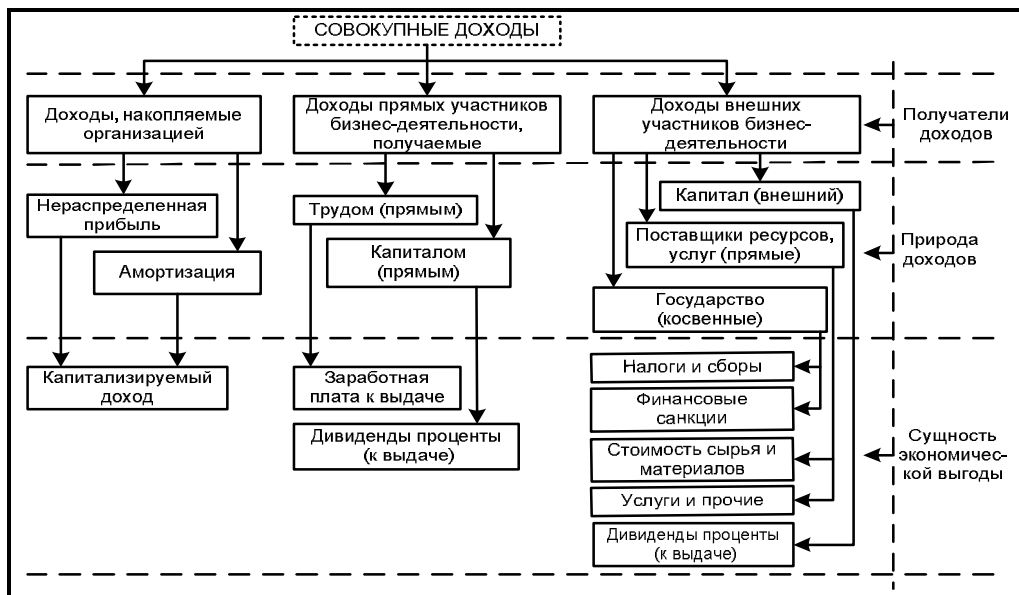 СОВОКУПНЫЕ ДОХОДЫ
Доходы, накопляемые
организацией
Доходы прямых участников
бизнес-деятельности,
получаемые
Доходы внешних
участников бизнес-
деятельности
Получатели
доходов
Нераспределенная
прибыль
Амортизация
Трудом (прямым)
Капиталом
(прямым)
Капитал (внешний)
Поставщики ресурсов,
услуг (прямые)
Государство
(косвенные)
Природа
доходов
Капитализируемый
доход
Заработная
плата к выдаче
Дивиденды проценты
(к выдаче)
Налоги и сборы
Финансовые
санкции
Стоимость сырья и
материалов
Услуги и прочие
Дивиденды проценты
(к выдаче)
Сущность
экономичес-
кой выгоды